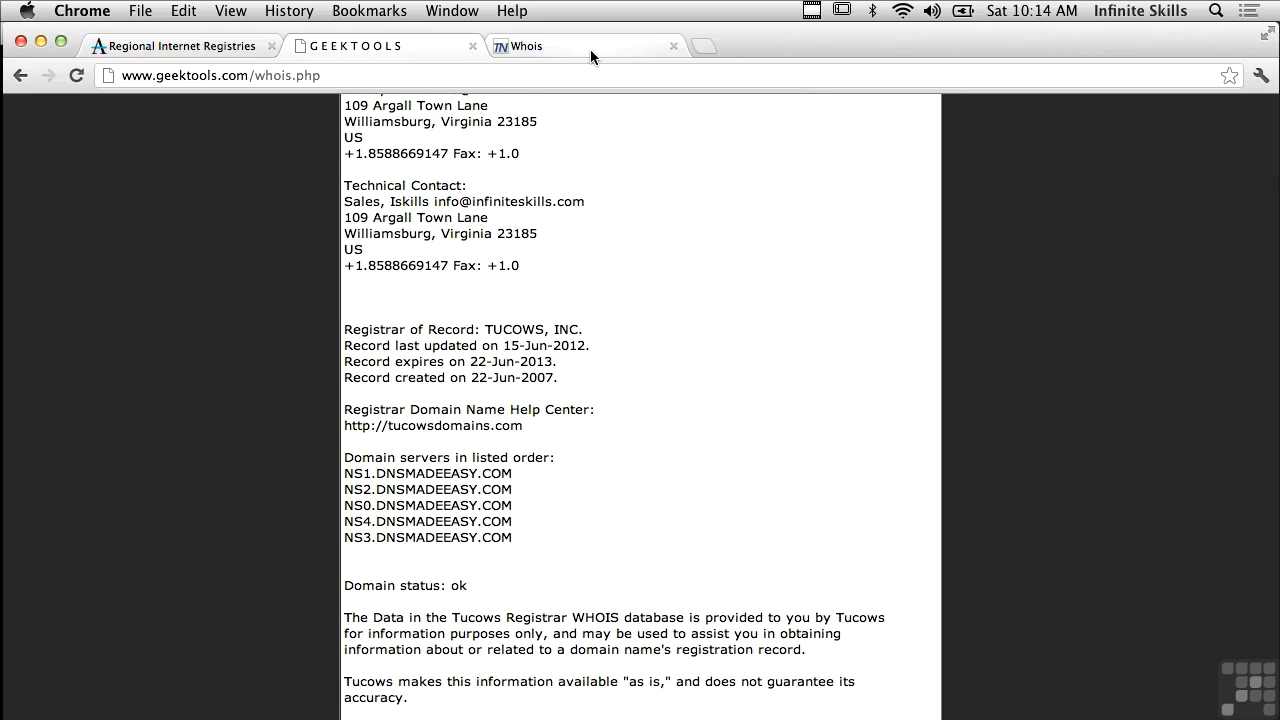 Chrome File Edit View History Bookmarks Window Help Sat 10:14 AM Infinite Skills
Regional Internet Registries G E E K T O O L S TN Whois
www.geektools.com/whois.php
109 Argall Town Lane
Williamsburg, Virginia 23185
US
+1.8588669147 Fax: +1.0
Technical Contact:
Sales, Iskills info@infiniteskills.com
109 Argall Town Lane
Williamsburg, Virginia 23185
US
+1.8588669147 Fax: +1.0
Registrar of Record: TUCOWS, INC.
Record last updated on 15-Jun-2012.
Record expires on 22-Jun-2013.
Record created on 22-Jun-2007.
Registrar Domain Name Help Center:
http://tucowsdomains.com
Domain servers in listed order:
NS1.DNSMADEEASY.COM
NS2.DNSMADEEASY.COM
NS0.DNSMADEEASY.COM
NS4.DNSMADEEASY.COM
NS3.DNSMADEEASY.COM
Domain status: ok
The Data in the Tucows Registrar WHOIS database is provided to you by Tucows
for information purposes only, and may be used to assist you in obtaining
information about or related to a domain name's registration record.
Tucows makes this information available "as is," and does not guarantee its
accuracy.